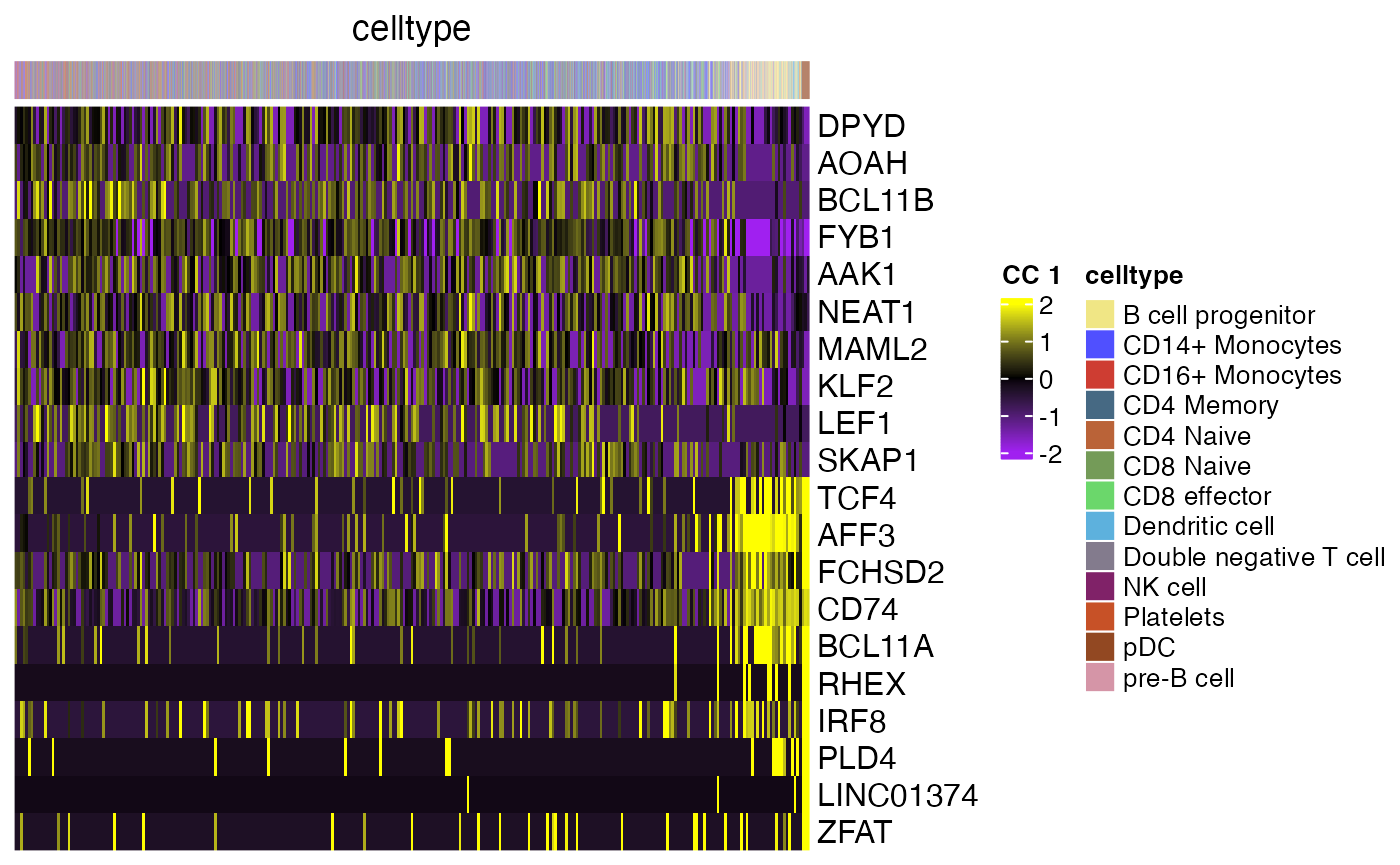 celltype
DPYD
AOAH
BCL11B
FYB1
AAK1
NEAT1
MAML2
KLF2
LEF1
SKAP1
TCF4
AFF3
FCHSD2
CD74
BCL11A
RHEX
IRF8
PLD4
LINC01374
ZFAT
CC 1
2
1
0
-1
-2
celltype
B cell progenitor
CD14+ Monocytes
CD16+ Monocytes
CD4 Memory
CD4 Naive
CD8 Naive
CD8 effector
Dendritic cell
Double negative T cell
NK cell
Platelets
pDC
pre-B cell